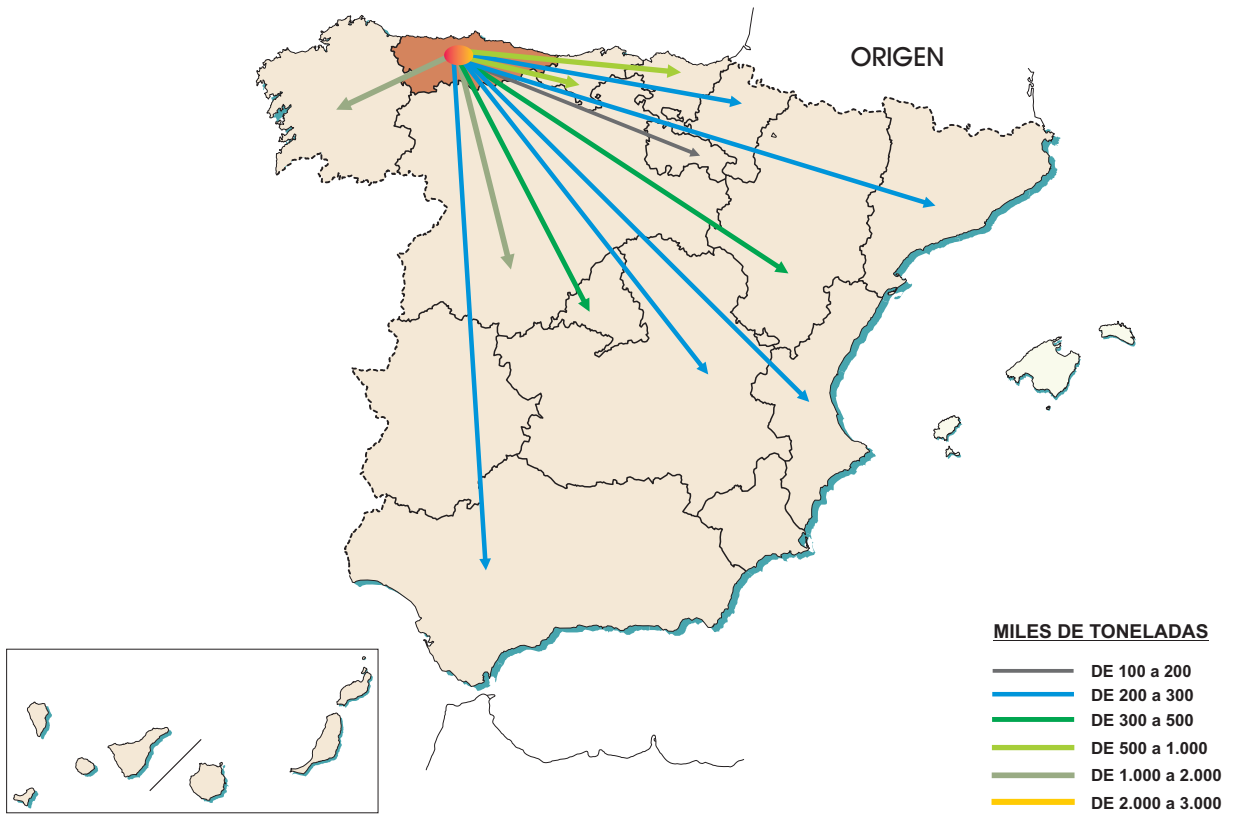 ORIGEN
MILES DE TONELADAS
DE 100 a 200
DE 200 a 300
DE 300 a 500
DE 500 a 1.000
DE 1.000 a 2.000
DE 2.000 a 3.000